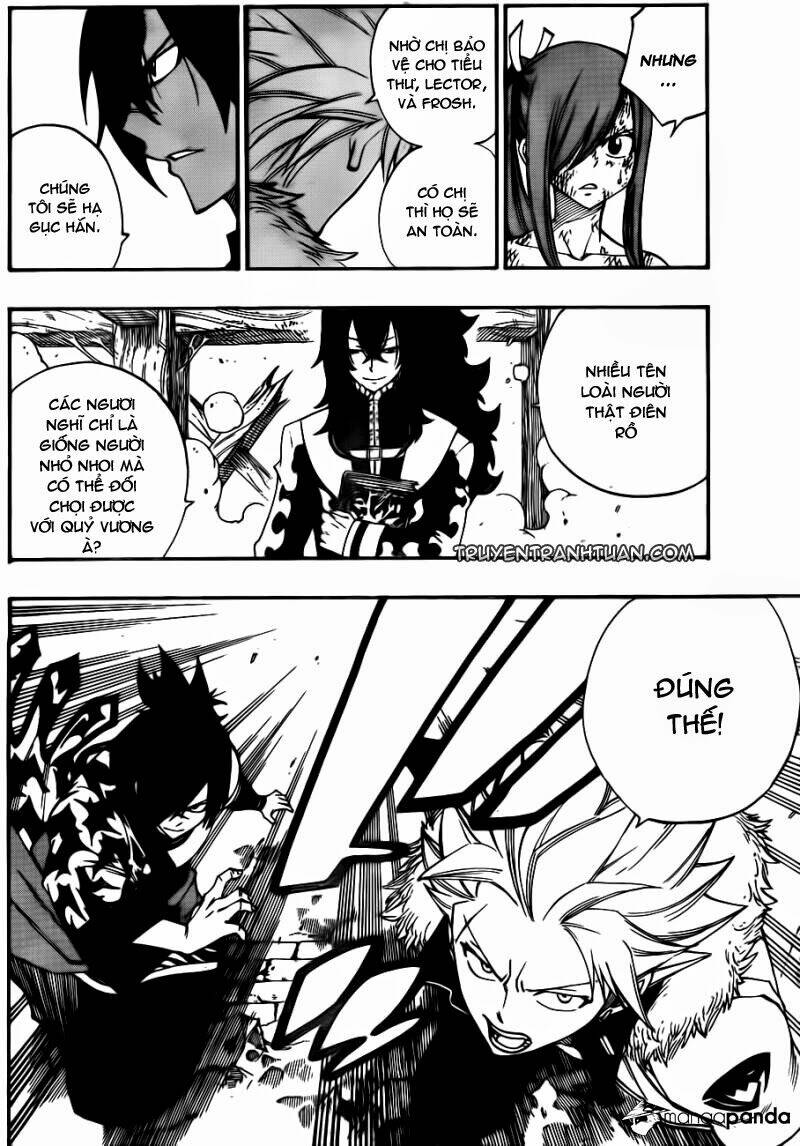 NHƯNG
...
NHỜ CHỊ BẢO
VỆ CHO TIỂU
THƯ, LECTOR,
VÀ FROSH.
CÓ CHỊ
THÌ HỌ SẼ
AN TOÀN.
CHÚNG
TÔI SẼ HẠ
GỤC HẮN.
NHIỀU TÊN
LOÀI NGƯỜI
THẬT ĐIÊN
RỒ
CÁC NGƯƠI
NGHĨ CHỈ LÀ
GIỐNG NGƯỜI
NHỎ NHOI MÀ
CÓ THỂ ĐỐI
CHỌI ĐƯỢC
VỚI QUỶ VƯƠNG
À?
TRUYENTRANHTUAN.COM
ĐÚNG
THẾ!
mangapanda